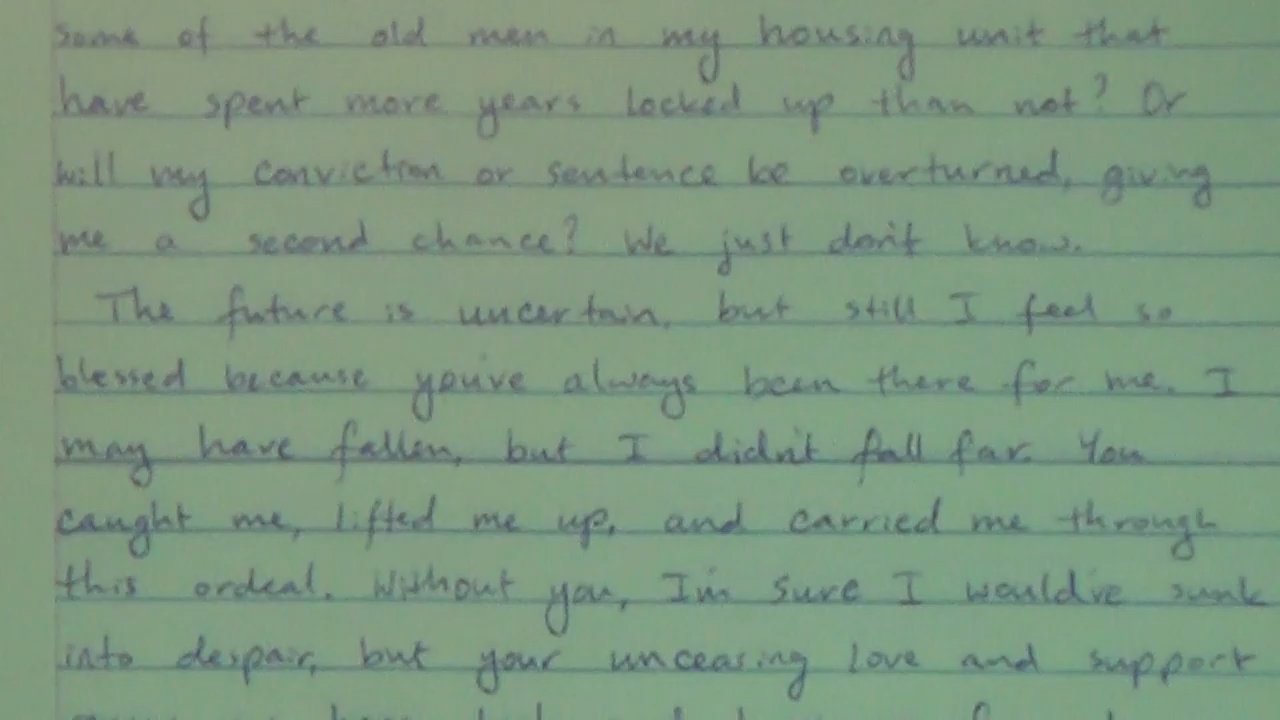 some of the old men in my housing unit that
have spent more years locked up than not? Or
will my conviction or sentence be overturned, giving
me a second chance? We just don't know.
The future is uncertain, but still I feel so
blessed because you've always been there for me. I
may have fallen, but I didn't fall far. You
caught me, lifted me up, and carried me through
this ordeal. Without you, I'm sure I would've sunk
into despair, but your unceasing love and support